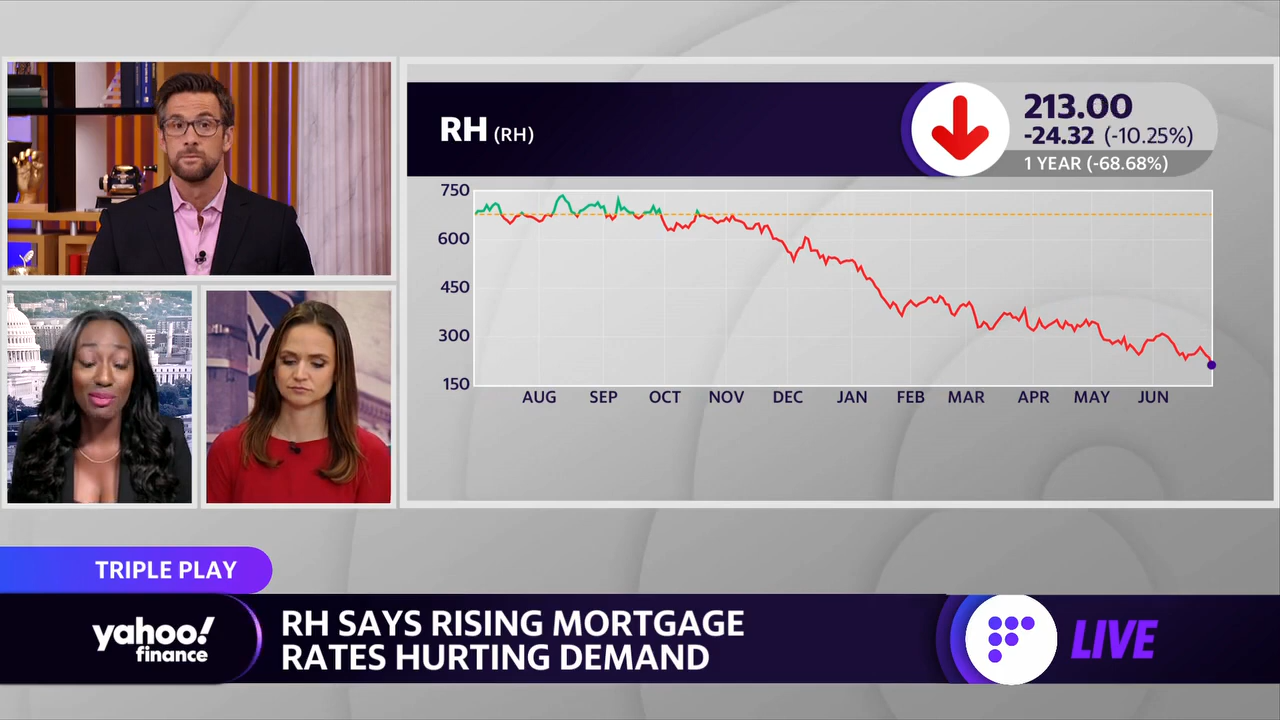 RH (RH)
213.00
-24.32 (-10.25%)
1 YEAR (-68.68%)
750
600
450
300
150
AUG SEP OCT NOV DEC JAN FEB MAR APR MAY JUN
TRIPLE PLAY
yahoo!
finance
RH SAYS RISING MORTGAGE
RATES HURTING DEMAND
LIVE